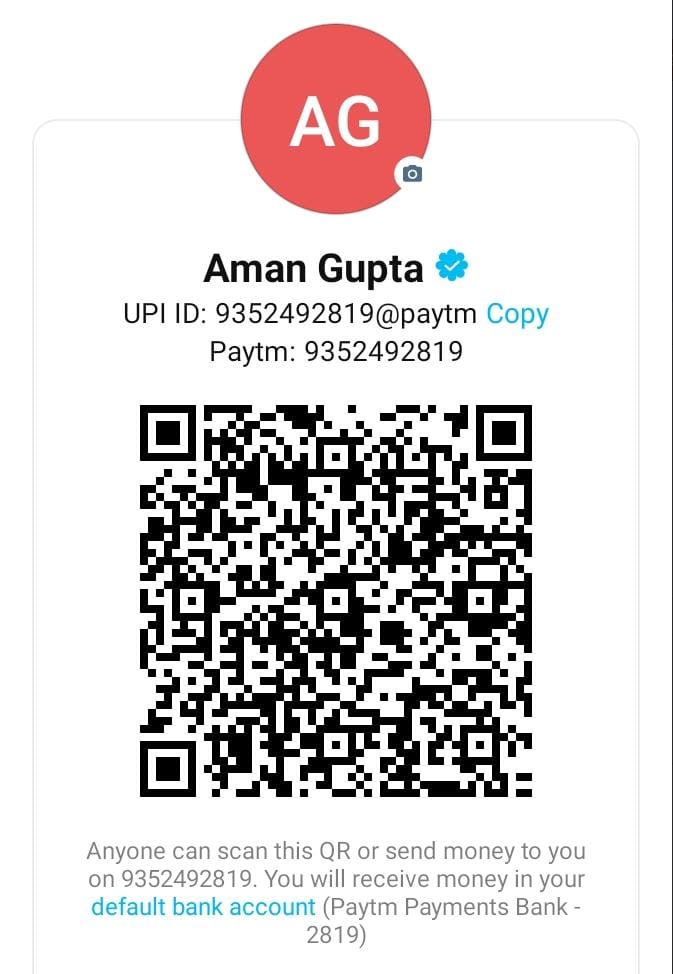 AG
Aman Gupta
UPI ID: 9352492819@paytm Copy
Paytm: 9352492819
Anyone can scan this QR or send money to you
on 9352492819. You will receive money in your
default bank account (Paytm Payments Bank -
2819)